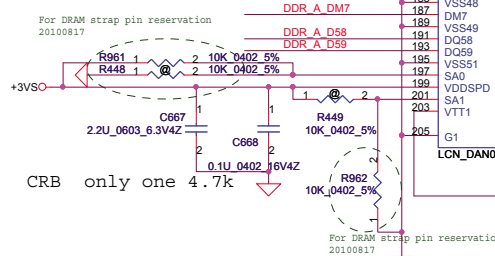 For DRAM strap pin reservation
20100817
DDR_A_DM7
DDR_A_D58
DDR_A_D59
187
189
191
193
195
197
199
201
203
205
VSS48
DM7
VSS49
DQ58
DQ59
VSS51
SA0
VDDSPD
SA1
VTT1
G1
LCN_DAN0
R961 1 2 10K_0402_5%
R448 1 @ 2 10K_0402_5%
+3VS
1 @ 2
R449
10K_0402_5%
1
C667
2.2U_0603_6.3V4Z
2
1
C668
2
0.1U_0402_16V4Z
CRB only one 4.7k
2
R962
10K_0402_5%
1
For DRAM strap pin reservatio
20100817